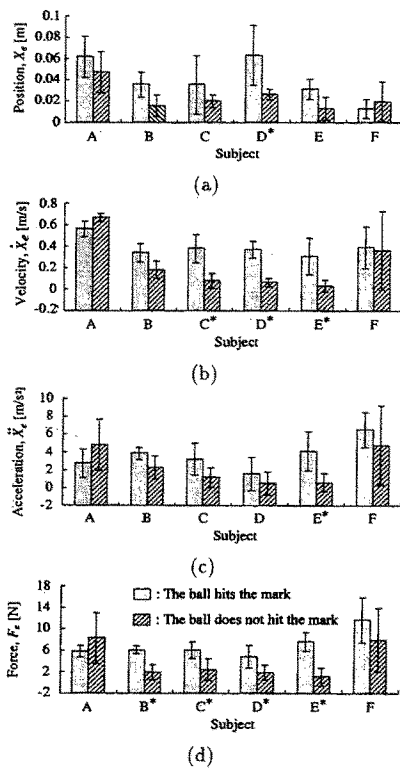 Position, Xe [m]
0.1
0.08
0.06
0.04
0.02
0
A B C D* E F
Subject
(a)
Velocity, Ẋe [m/s]
0.8
0.6
0.4
0.2
0
-0.2
A B C* D* E* F
Subject
(b)
Acceleration, Ẍe [m/s²]
10
8
6
4
2
0
-2
A B C D E* F
Subject
(c)
Force, Fe [N]
18
14
10
6
2
-2
: The ball hits the mark
: The ball does not hit the mark
A B* C* D* E* F
Subject
(d)